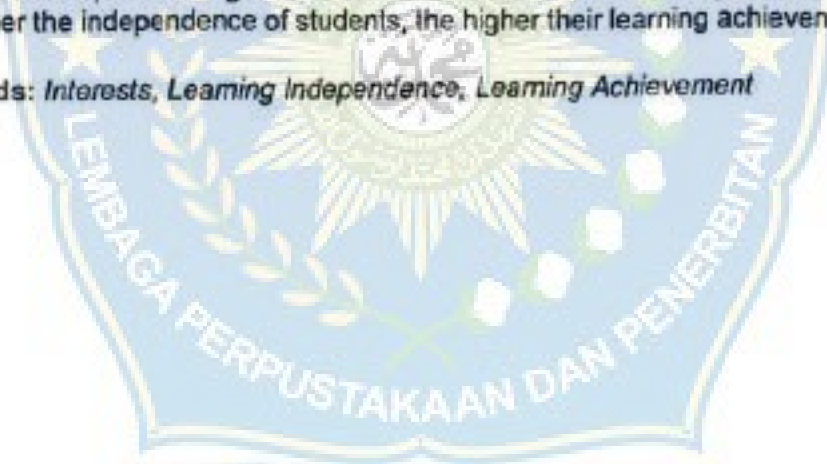 er the independence of students, the higher their learning achieven
ds: Interests, Learning Independence, Learning Achievement
LEMBAGA PERPUSTAKAAN DAN PENERBITAN